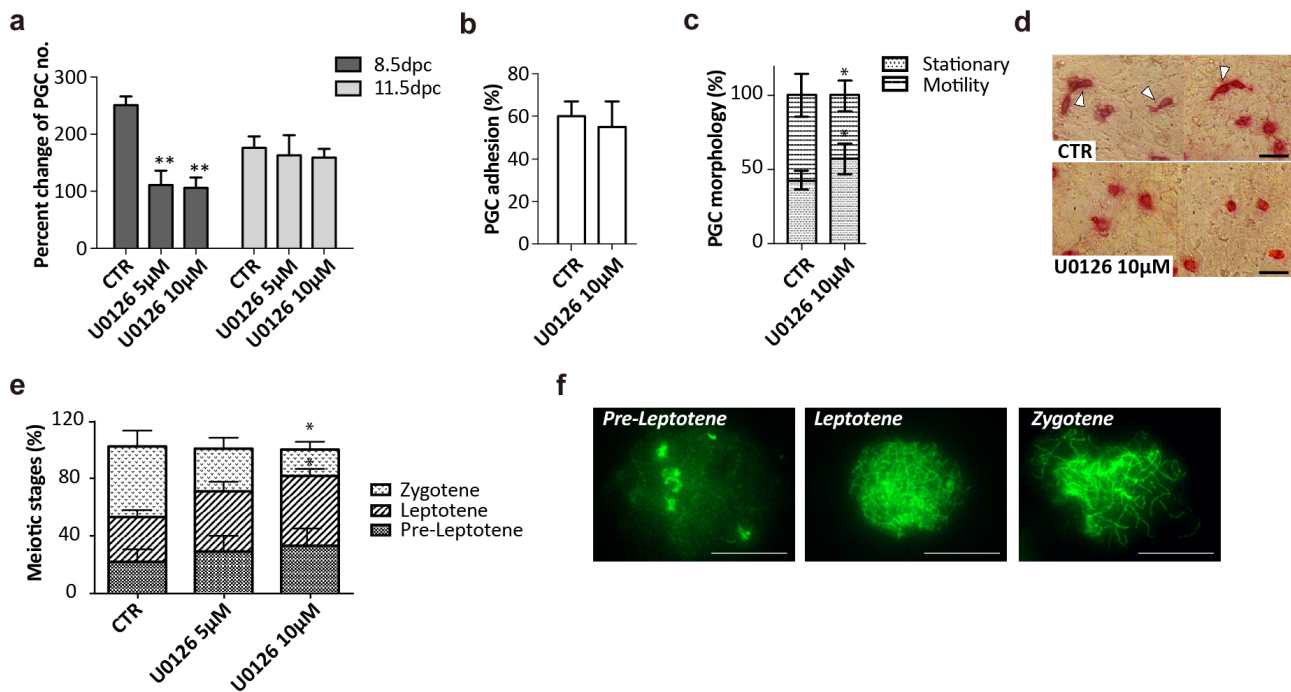 a
Percent change of PGC no.
300
200
100
0
8.5dpc
11.5dpc
**
**
CTR
U0126 5µM
U0126 10µM
CTR
U0126 5µM
U0126 10µM
b
PGC adhesion (%)
80
60
40
20
0
CTR
U0126 10µM
c
PGC morphology (%)
100
50
0
Stationary
Motility
*
*
CTR
U0126 10µM
d
CTR
U0126 10µM
e
Meiotic stages (%)
120
80
40
0
*
*
Zygotene
Leptotene
Pre-Leptotene
CTR
U0126 5µM
U0126 10µM
f
Pre-Leptotene
Leptotene
Zygotene